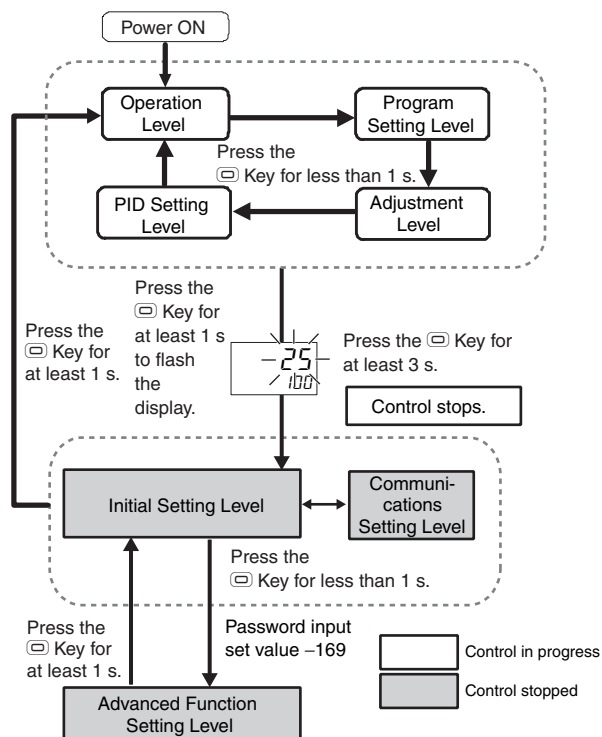 Power ON
Operation
Level
Program
Setting Level
Press the
Key for less than 1 s.
PID Setting
Level
Adjustment
Level
Press the
Key for
at least 1 s.
Press the
Key for
at least 1 s
to flash
the
display.
25
100
Press the Key for
at least 3 s.
Control stops.
Initial Setting Level
Communi-
cations
Setting Level
Press the
Key for less than 1 s.
Press the
Key for
at least 1 s.
Password input
set value –169
Control in progress
Control stopped
Advanced Function
Setting Level